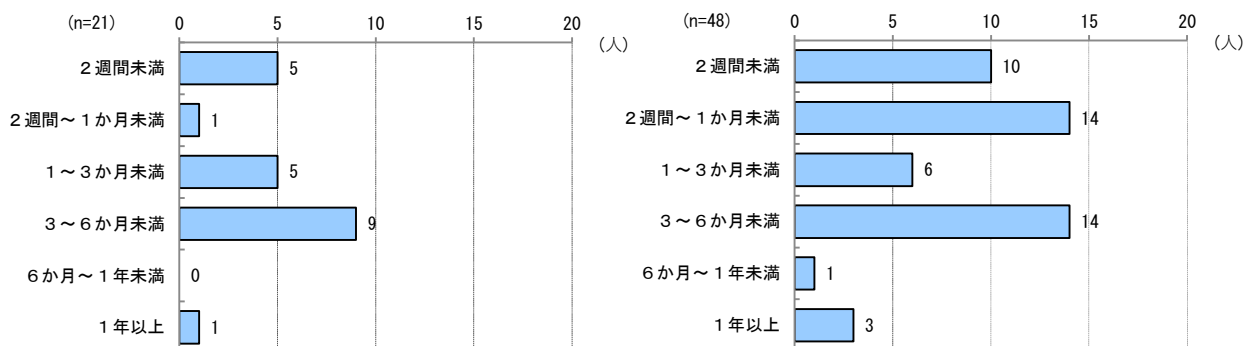 (n=21)
0 5 10 15 20
(人)
２週間未満 5
２週間～１か月未満 1
１～３か月未満 5
３～６か月未満 9
６か月～１年未満 0
１年以上 1
(n=48)
0 5 10 15 20
(人)
２週間未満 10
２週間～１か月未満 14
１～３か月未満 6
３～６か月未満 14
６か月～１年未満 1
１年以上 3